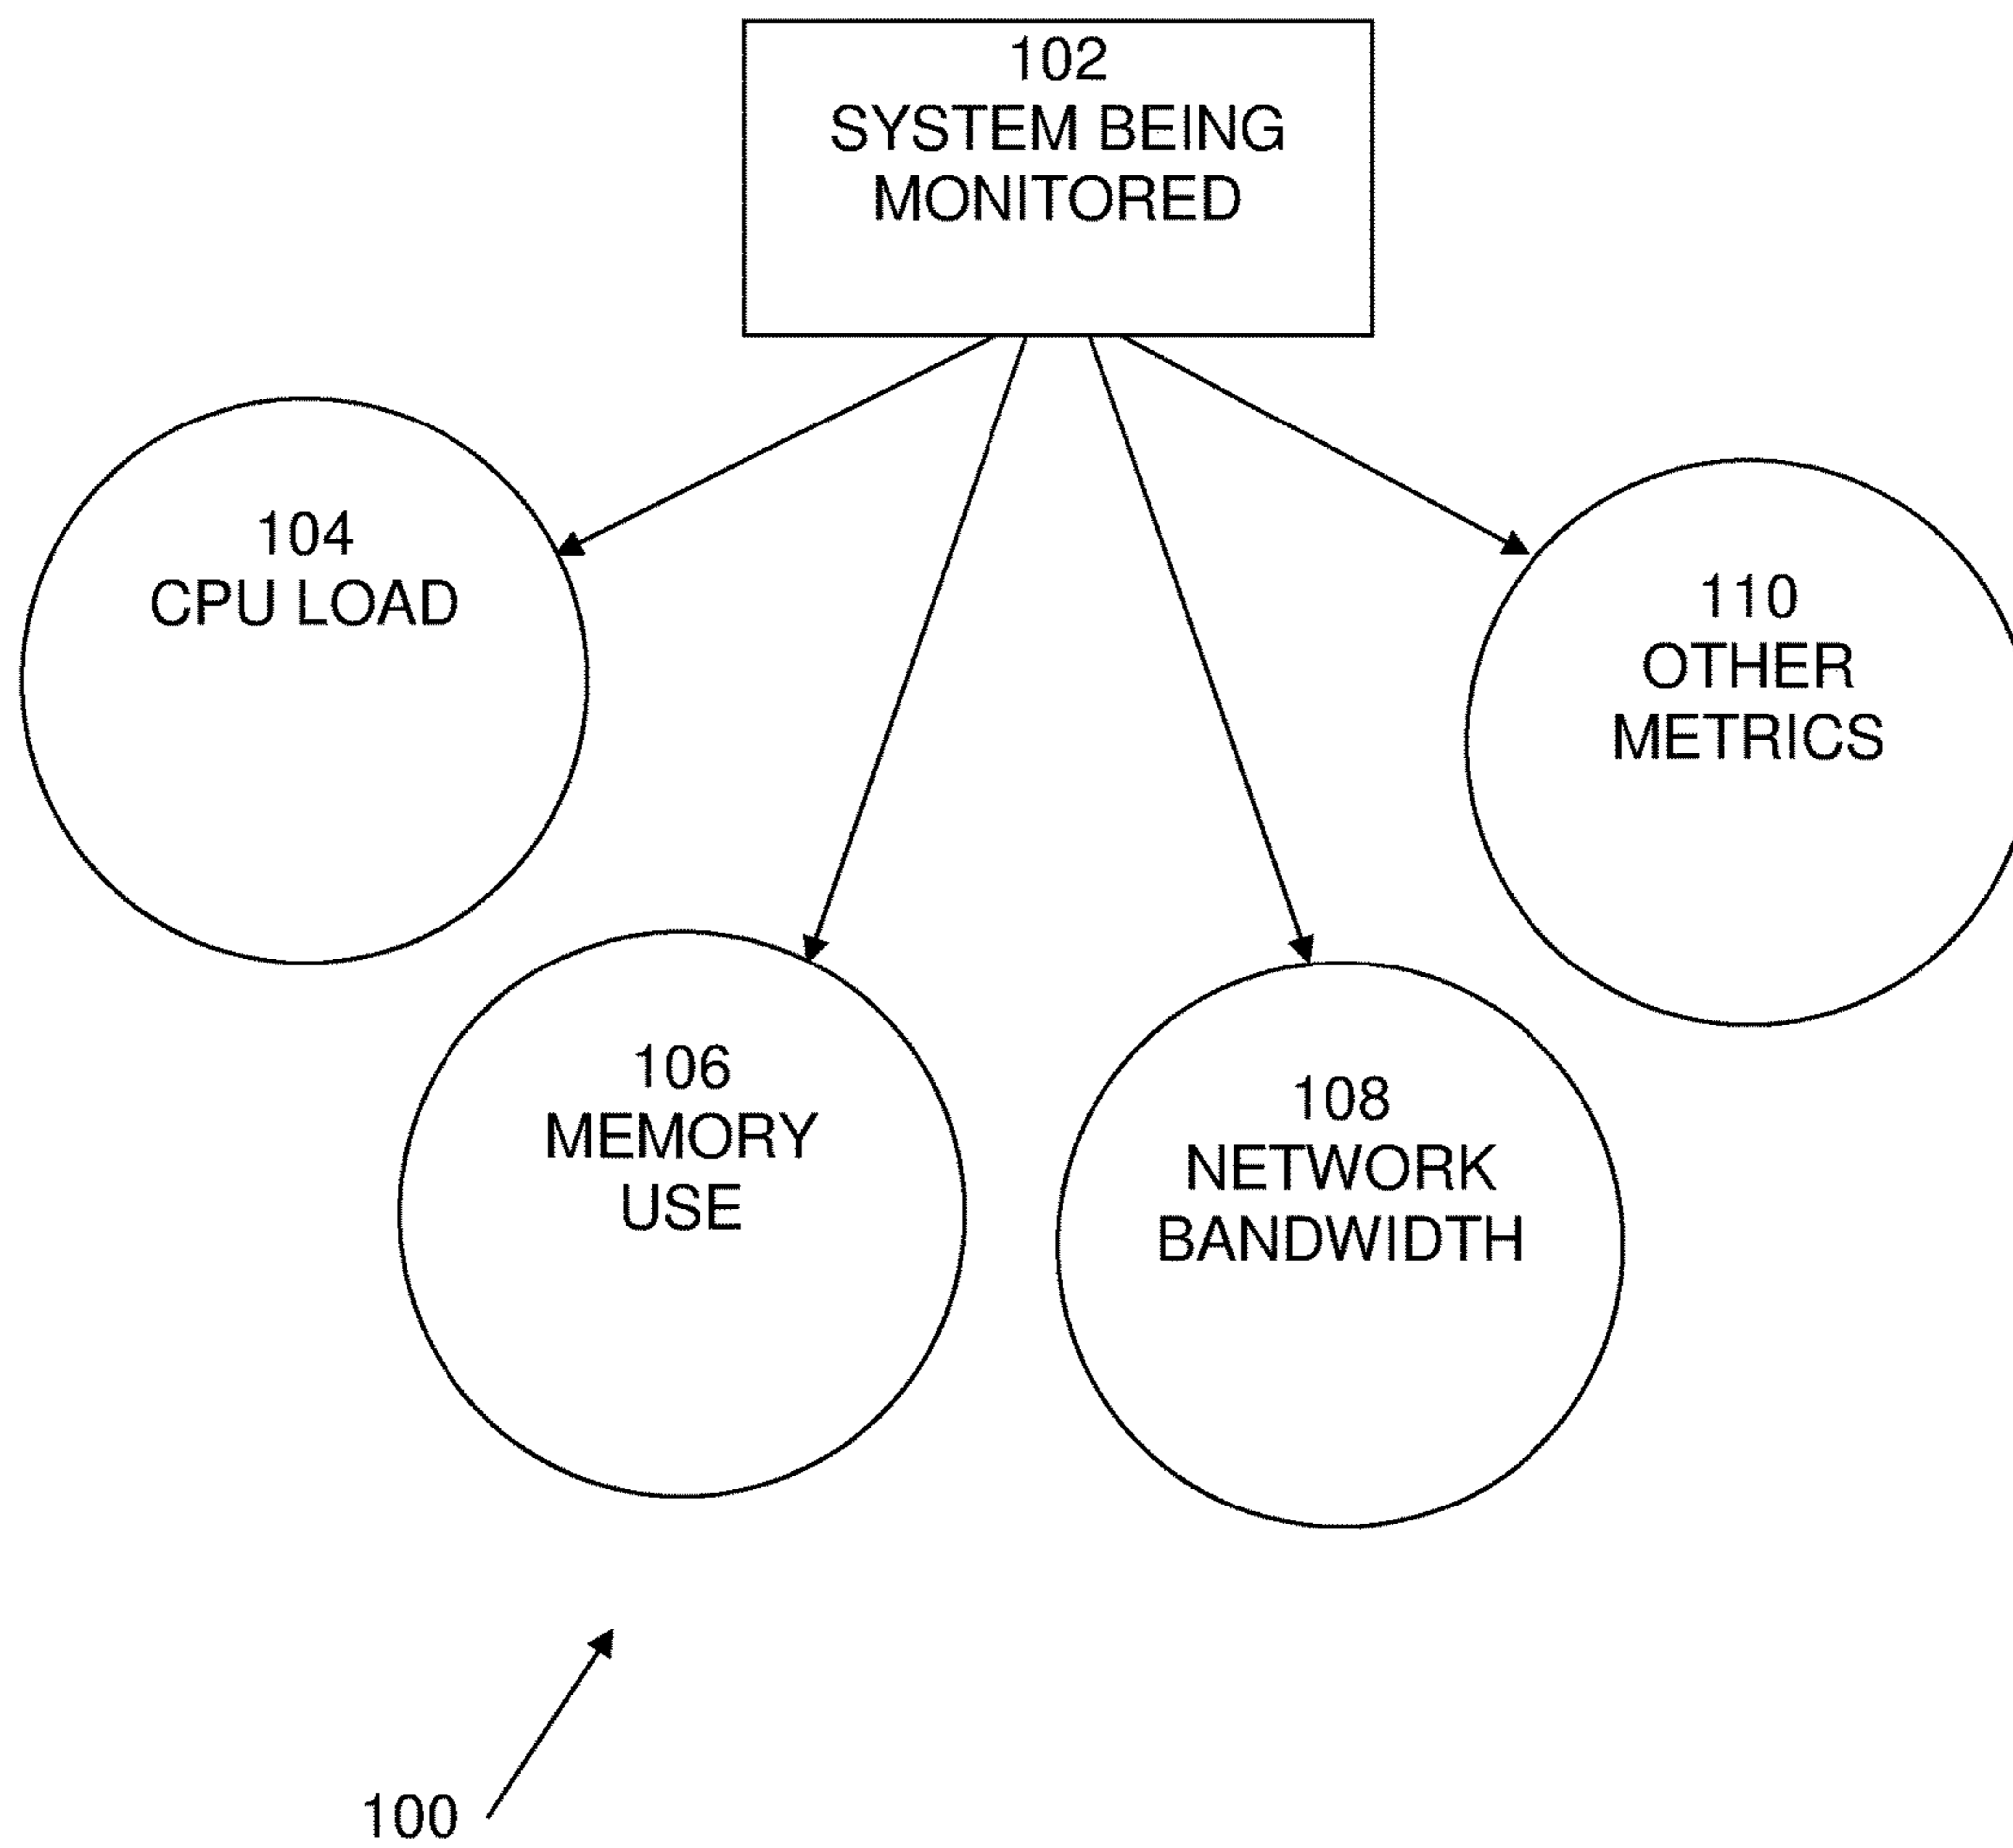 102
SYSTEM BEING
MONITORED
104
CPU LOAD
110
OTHER
METRICS
106
MEMORY
USE
108
NETWORK
BANDWIDTH
100